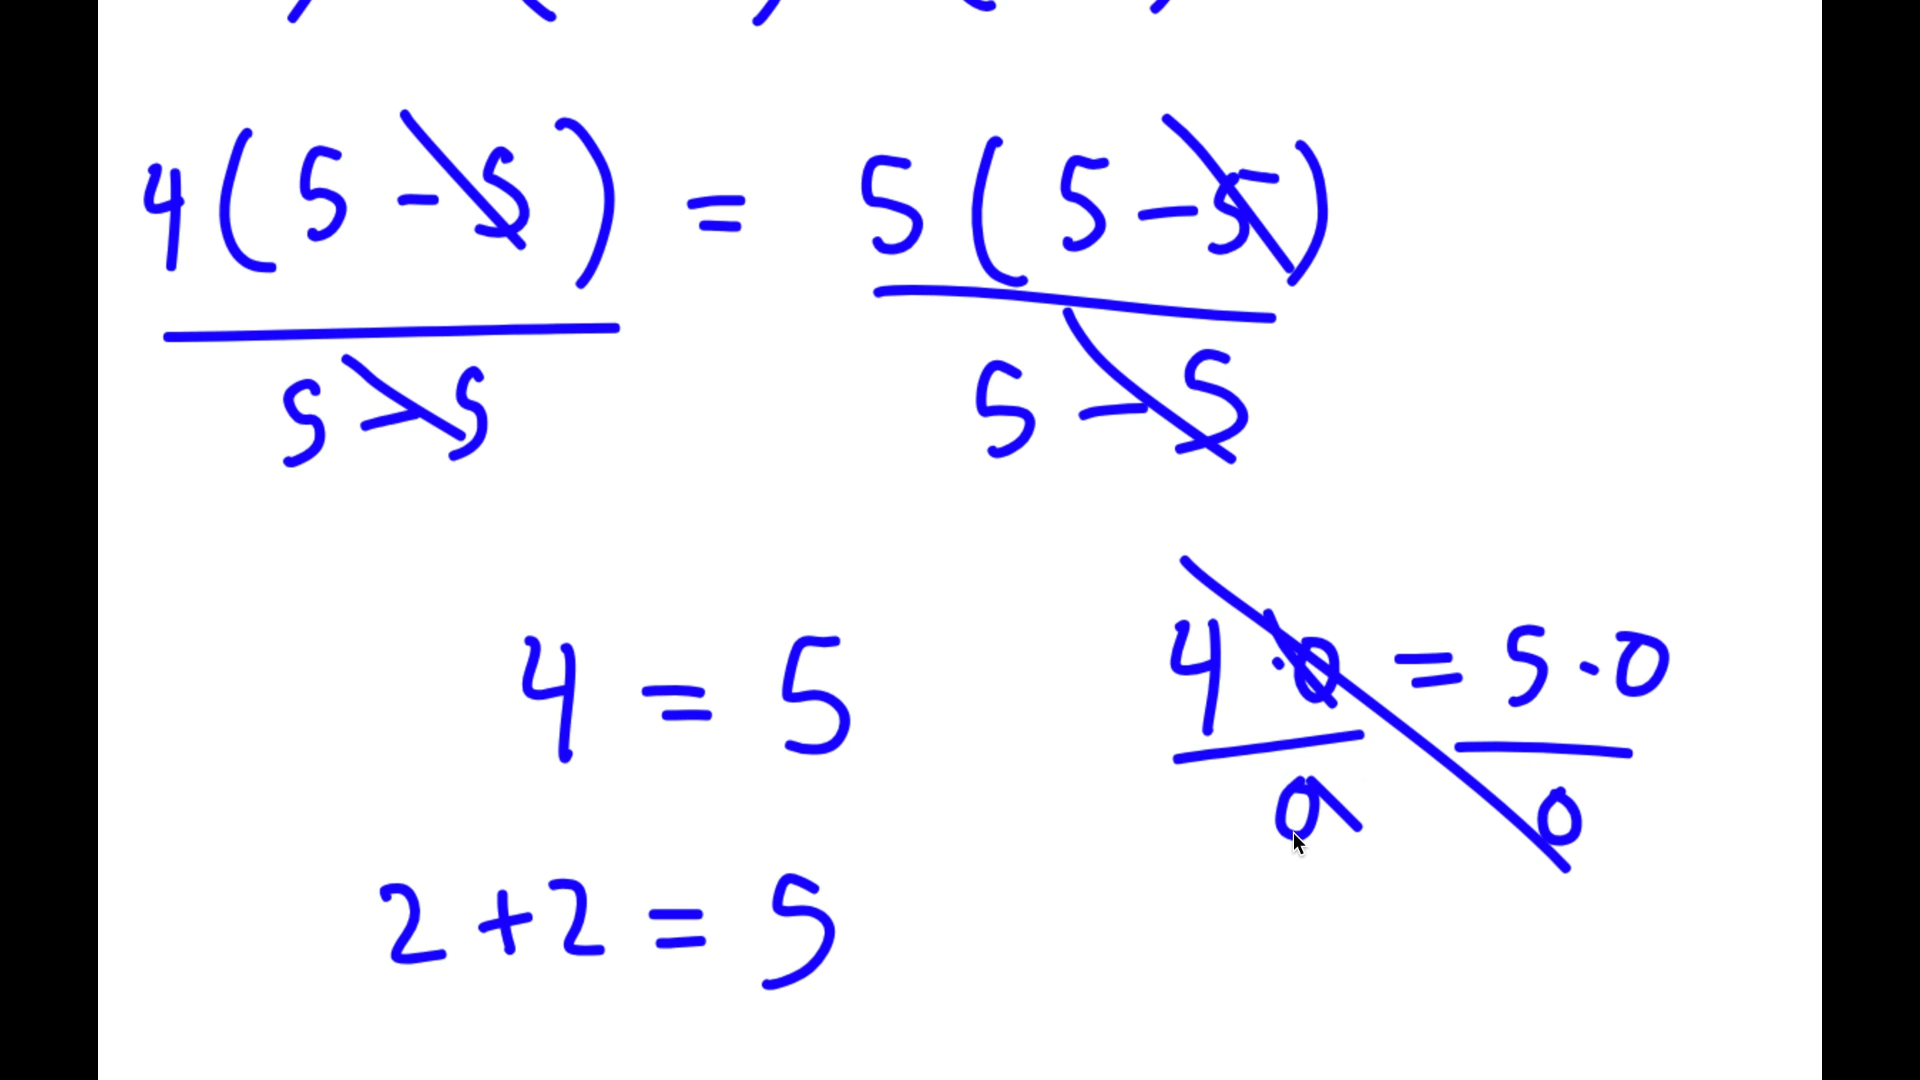 4(5-5) = 5(5-5)
5-5 5-5
4 = 5
4·0 = 5·0
0 0
2+2=5